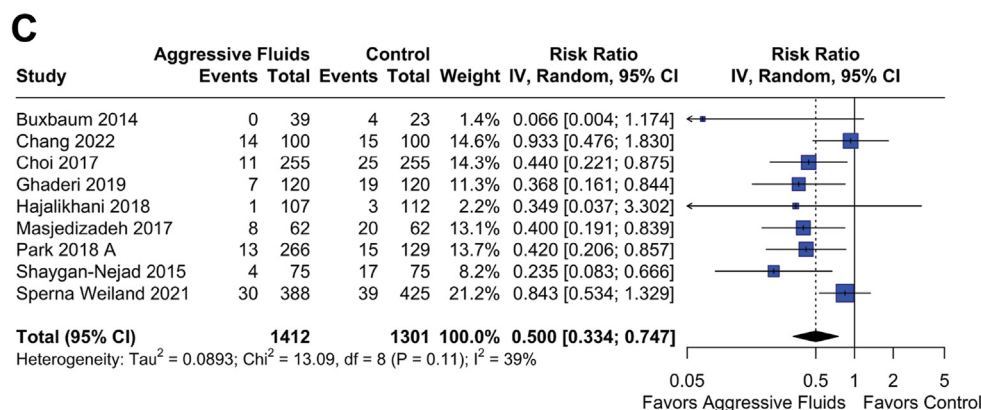 C
Aggressive Fluids Control Risk Ratio Risk Ratio
Study Events Total Events Total Weight IV, Random, 95% CI IV, Random, 95% CI
Buxbaum 2014 0 39 4 23 1.4% 0.066 [0.004; 1.174]
Chang 2022 14 100 15 100 14.6% 0.933 [0.476; 1.830]
Choi 2017 11 255 25 255 14.3% 0.440 [0.221; 0.875]
Ghaderi 2019 7 120 19 120 11.3% 0.368 [0.161; 0.844]
Hajalikhani 2018 1 107 3 112 2.2% 0.349 [0.037; 3.302]
Masjedizadeh 2017 8 62 20 62 13.1% 0.400 [0.191; 0.839]
Park 2018 A 13 266 15 129 13.7% 0.420 [0.206; 0.857]
Shaygan-Nejad 2015 4 75 17 75 8.2% 0.235 [0.083; 0.666]
Sperna Weiland 2021 30 388 39 425 21.2% 0.843 [0.534; 1.329]
Total (95% CI) 1412 1301 100.0% 0.500 [0.334; 0.747]
Heterogeneity: Tau² = 0.0893; Chi² = 13.09, df = 8 (P = 0.11); I² = 39%
0.05 0.5 1 2 5
Favors Aggressive Fluids Favors Control